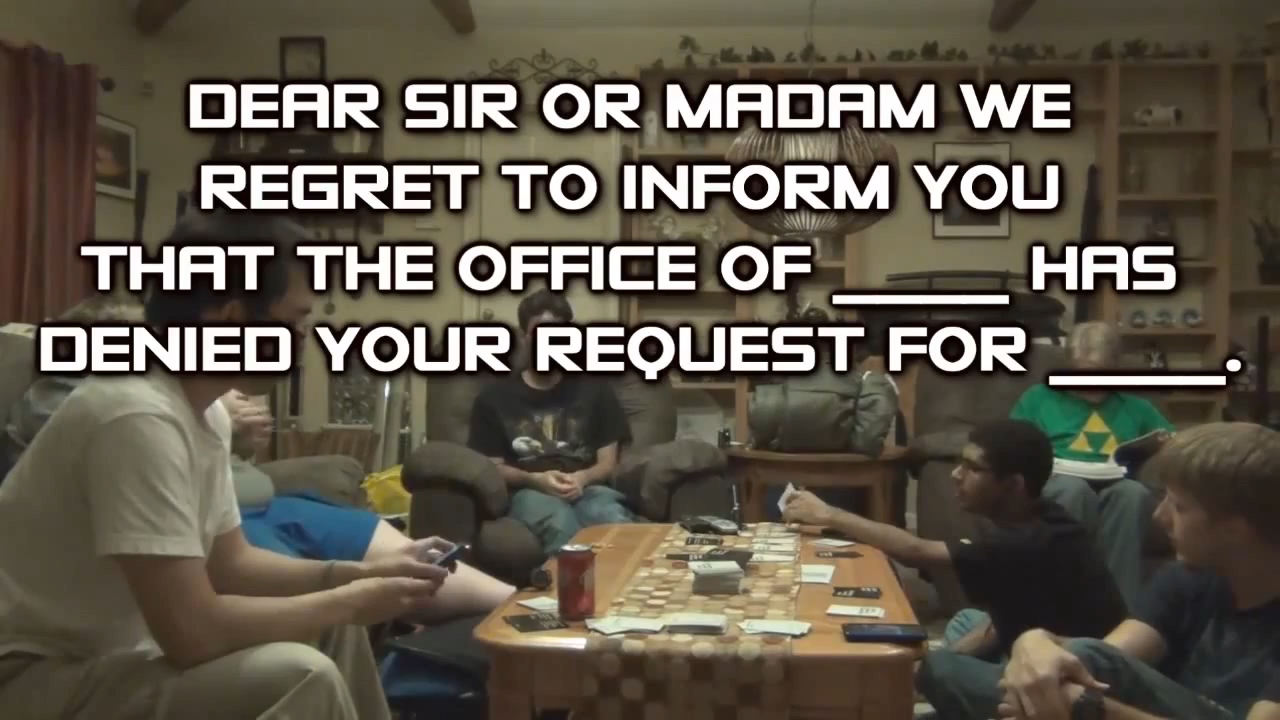 DEAR SIR OR MADAM WE
REGRET TO INFORM YOU
THAT THE OFFICE OF _____ HAS
DENIED YOUR REQUEST FOR _____.